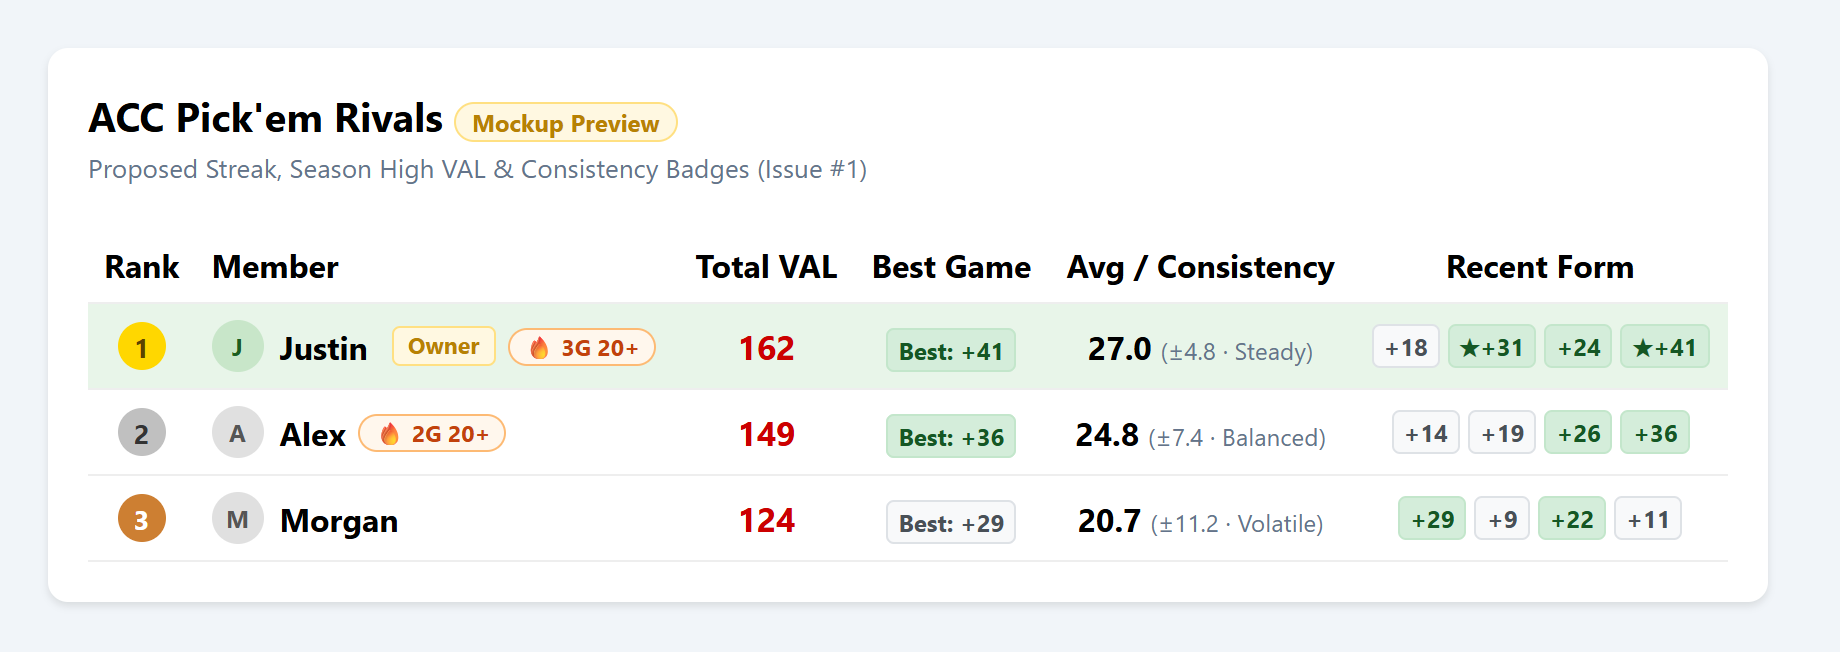 ACC Pick'em Rivals Mockup Preview
Proposed Streak, Season High VAL & Consistency Badges (Issue #1)
Rank Member Total VAL Best Game Avg / Consistency Recent Form
1 J Justin Owner 🔥 3G 20+ 162 Best: +41 27.0 (±4.8 · Steady) +18 ★+31 +24 ★+41
2 A Alex 🔥 2G 20+ 149 Best: +36 24.8 (±7.4 · Balanced) +14 +19 +26 +36
3 M Morgan 124 Best: +29 20.7 (±11.2 · Volatile) +29 +9 +22 +11